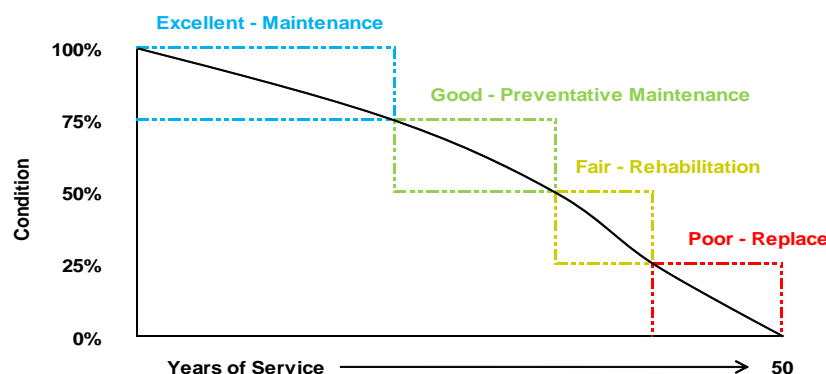 Excellent - Maintenance
100%
Good - Preventative Maintenance
75%
Fair - Rehabilitation
50%
Condition
Poor - Replace
25%
0%
Years of Service 50